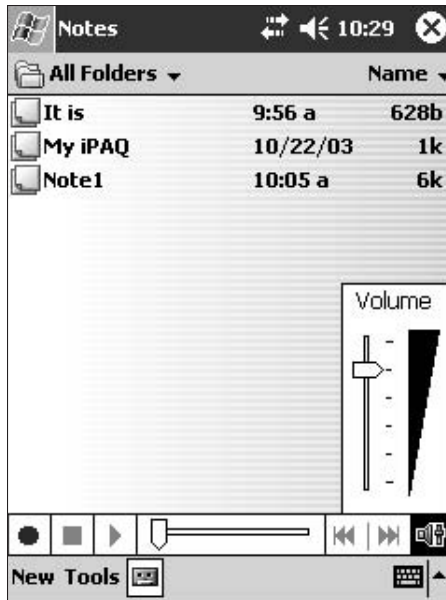 Notes 10:29
All Folders Name
It is 9:56 a 628b
My iPAQ 10/22/03 1k
Note1 10:05 a 6k
Volume
New Tools